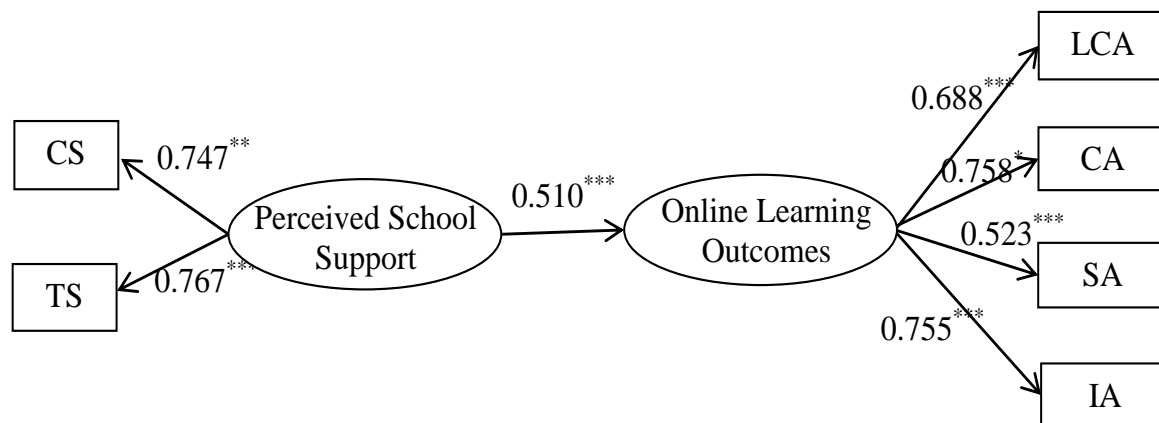 CS
TS
0.747**
0.767***
Perceived School
Support
0.510***
Online Learning
Outcomes
0.688***
0.758*
0.523***
0.755***
LCA
CA
SA
IA